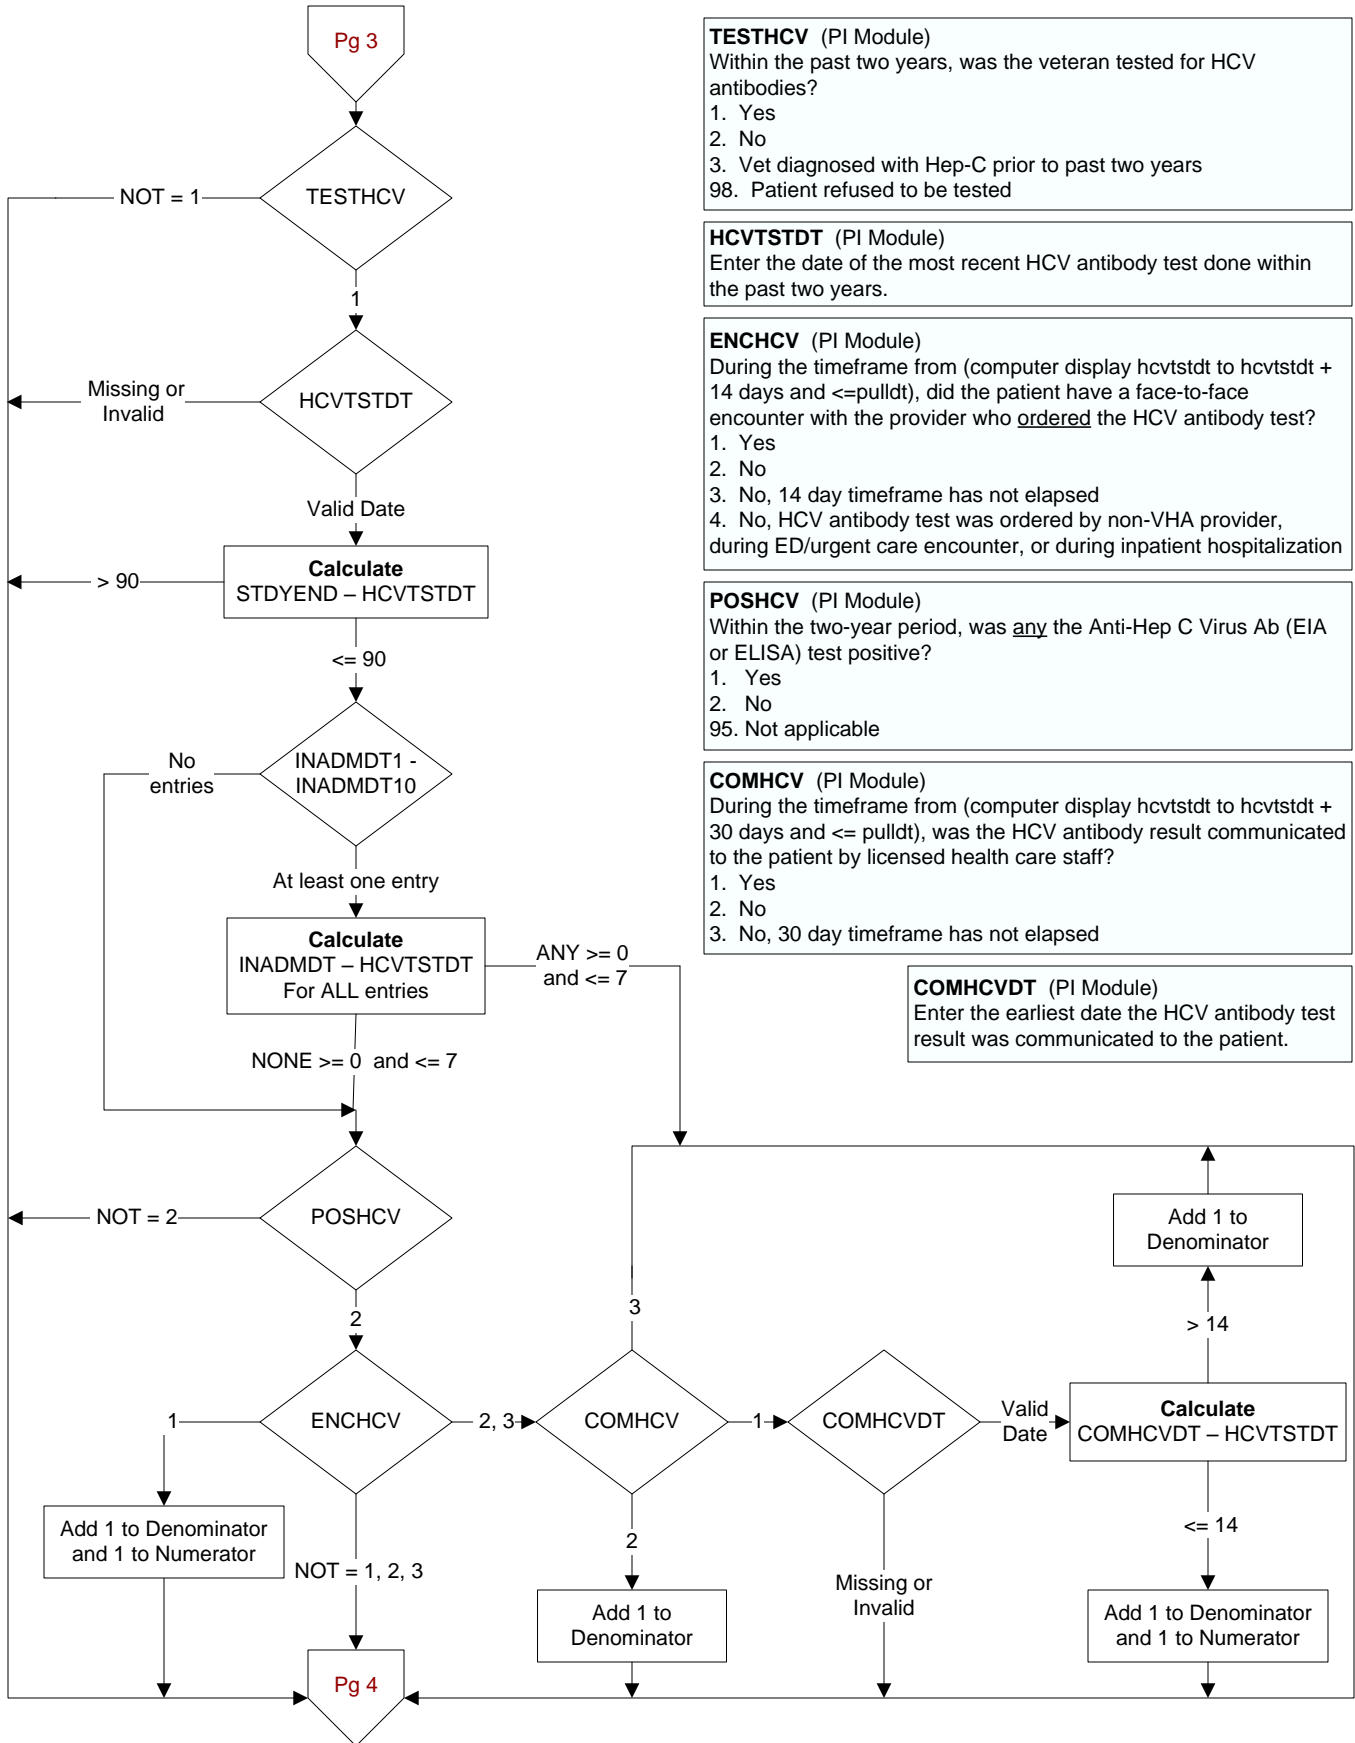 Pg 3
TESTHCV
NOT = 1
1
HCVTSTDT
Missing or
Invalid
Valid Date
Calculate
STDYEND – HCVTSTDT
> 90
<= 90
INADMDT1 -
INADMDT10
No
entries
At least one entry
Calculate
INADMDT – HCVTSTDT
For ALL entries
ANY >= 0
and <= 7
NONE >= 0  and <= 7
POSHCV
NOT = 2
2
ENCHCV
1
Add 1 to Denominator
and 1 to Numerator
NOT = 1, 2, 3
2, 3
COMHCV
3
2
Add 1 to
Denominator
1
COMHCVDT
Missing or
Invalid
Valid
Date
Calculate
COMHCVDT – HCVTSTDT
> 14
Add 1 to
Denominator
<= 14
Add 1 to Denominator
and 1 to Numerator
Pg 4
TESTHCV  (PI Module)
Within the past two years, was the veteran tested for HCV
antibodies?
1.  Yes
2.  No
3.  Vet diagnosed with Hep-C prior to past two years
98.  Patient refused to be tested
HCVTSTDT  (PI Module)
Enter the date of the most recent HCV antibody test done within
the past two years.
ENCHCV  (PI Module)
During the timeframe from (computer display hcvtstdt to hcvtstdt +
14 days and <=pulldt), did the patient have a face-to-face
encounter with the provider who ordered the HCV antibody test?
1.  Yes
2.  No
3.  No, 14 day timeframe has not elapsed
4.  No, HCV antibody test was ordered by non-VHA provider,
during ED/urgent care encounter, or during inpatient hospitalization
POSHCV  (PI Module)
Within the two-year period, was any the Anti-Hep C Virus Ab (EIA
or ELISA) test positive?
1.   Yes
2.   No
95. Not applicable
COMHCV  (PI Module)
During the timeframe from (computer display hcvtstdt to hcvtstdt +
30 days and <= pulldt), was the HCV antibody result communicated
to the patient by licensed health care staff?
1.  Yes
2.  No
3.  No, 30 day timeframe has not elapsed
COMHCVDT  (PI Module)
Enter the earliest date the HCV antibody test
result was communicated to the patient.